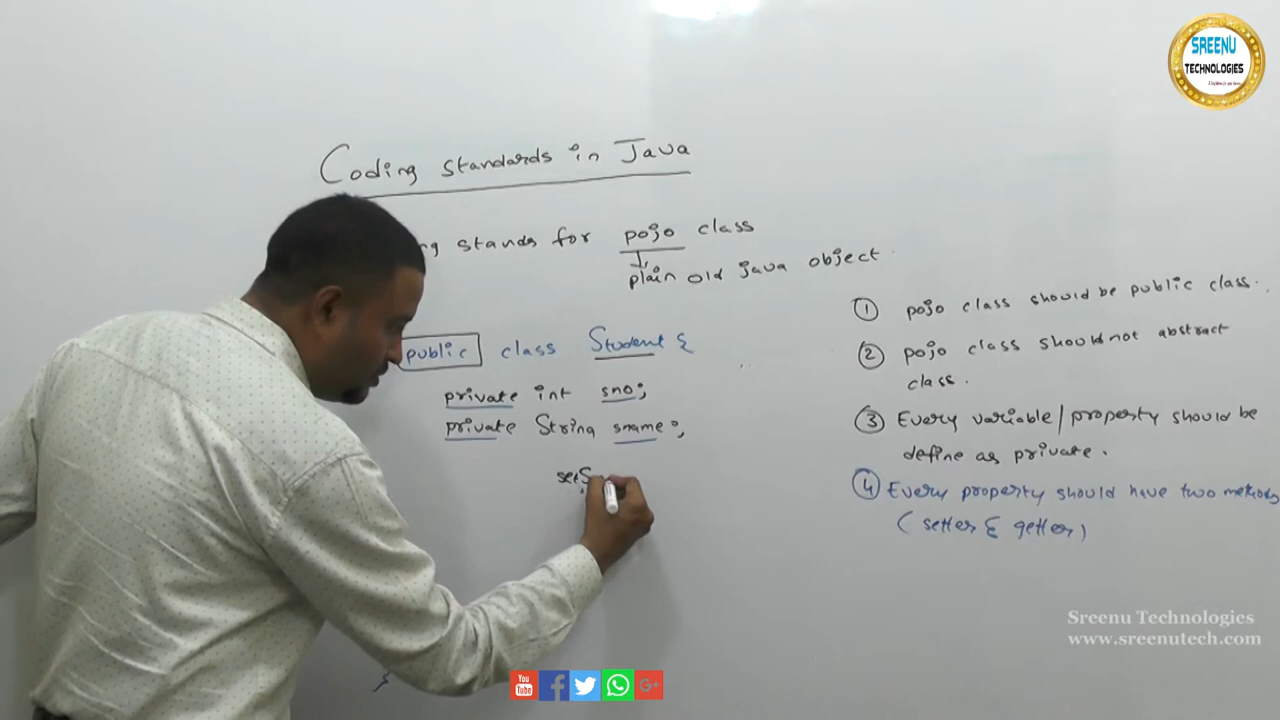 SREENU
TECHNOLOGIES
Coding standards in Java
stands for pojo class
plain old java object
public class Student {
private int sno;
private String sname;
setS
}
① pojo class should be public class.
② pojo class should not abstract
class.
③ Every variable/property should be
define as private.
④ Every property should have two methods
(setter & getter)
Sreenu Technologies
www.sreenutech.com
You
Tube
G+